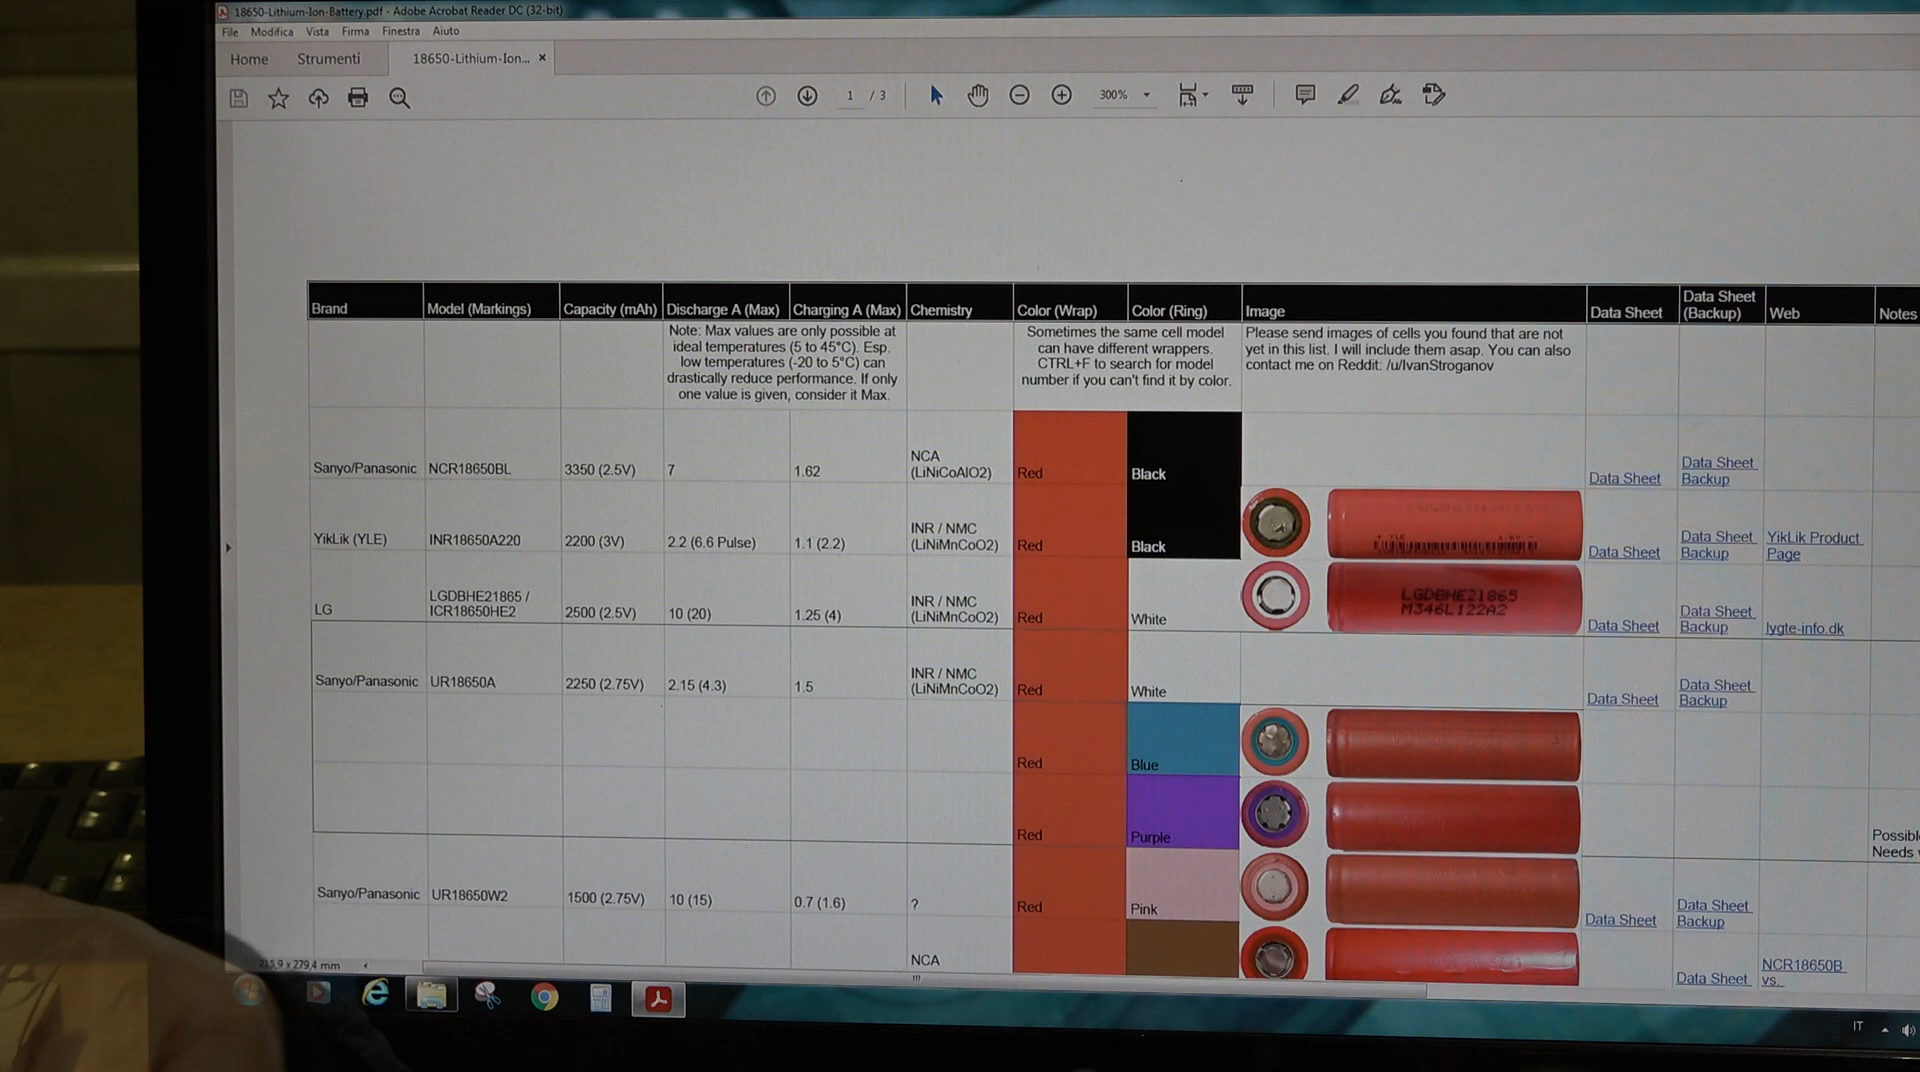 18650-Lithium-Ion-Battery.pdf - Adobe Acrobat Reader DC (32-bit)
File Modifica Vista Firma Finestra Aiuto
Home Strumenti 18650-Lithium-Ion... ×
1 / 3 300%
Brand Model (Markings) Capacity (mAh) Discharge A (Max) Charging A (Max) Chemistry Color (Wrap) Color (Ring) Image Data Sheet Data Sheet (Backup) Web Notes
Note: Max values are only possible at
ideal temperatures (5 to 45°C). Esp.
low temperatures (-20 to 5°C) can
drastically reduce performance. If only
one value is given, consider it Max.
Sometimes the same cell model
can have different wrappers.
CTRL+F to search for model
number if you can't find it by color.
Please send images of cells you found that are not
yet in this list. I will include them asap. You can also
contact me on Reddit: /u/IvanStroganov
Sanyo/Panasonic NCR18650BL 3350 (2.5V) 7 1.62 NCA (LiNiCoAlO2) Red Black Data Sheet Data Sheet Backup
YikLik (YLE) INR18650A220 2200 (3V) 2.2 (6.6 Pulse) 1.1 (2.2) INR / NMC (LiNiMnCoO2) Red Black YLE Data Sheet Data Sheet Backup YikLik Product Page
LG LGDBHE21865 / ICR18650HE2 2500 (2.5V) 10 (20) 1.25 (4) INR / NMC (LiNiMnCoO2) Red White LGDBHE21865 M346L122A2 Data Sheet Data Sheet Backup lygte-info.dk
Sanyo/Panasonic UR18650A 2250 (2.75V) 2.15 (4.3) 1.5 INR / NMC (LiNiMnCoO2) Red White Data Sheet Data Sheet Backup
Red Blue
Red Purple
Possibl
Needs
Sanyo/Panasonic UR18650W2 1500 (2.75V) 10 (15) 0.7 (1.6) ? Red Pink Data Sheet Data Sheet Backup
NCA Data Sheet NCR18650B vs.
215,9 x 279,4 mm
IT